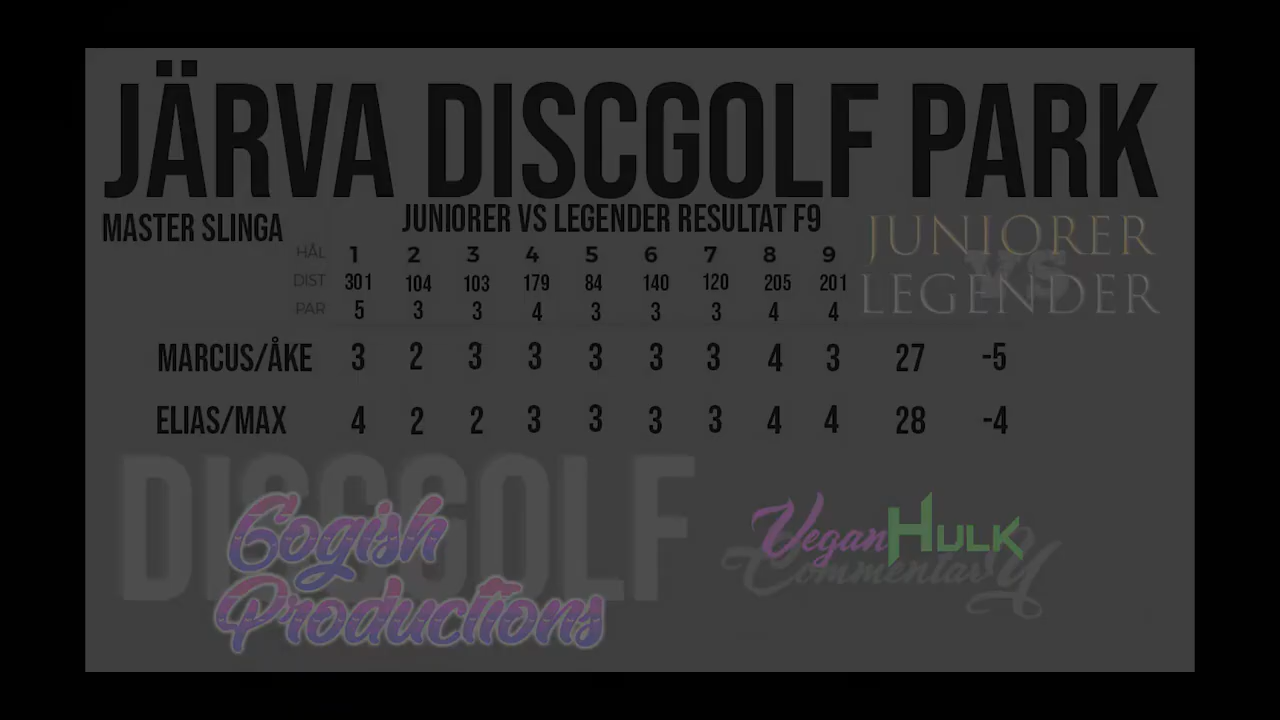 JÄRVA DISCGOLF PARK
MASTER SLINGA
JUNIORER VS LEGENDER RESULTAT F9
JUNIORER
VS
LEGENDER
HÅL 1 2 3 4 5 6 7 8 9
DIST 301 104 103 179 84 140 120 205 201
PAR 5 3 3 4 3 3 3 4 4
MARCUS/ÅKE 3 2 3 3 3 3 3 4 3 27 -5
ELIAS/MAX 4 2 2 3 3 3 3 4 4 28 -4
DISCGOLF
Gogish
Productions
VeganHulk
Commentary